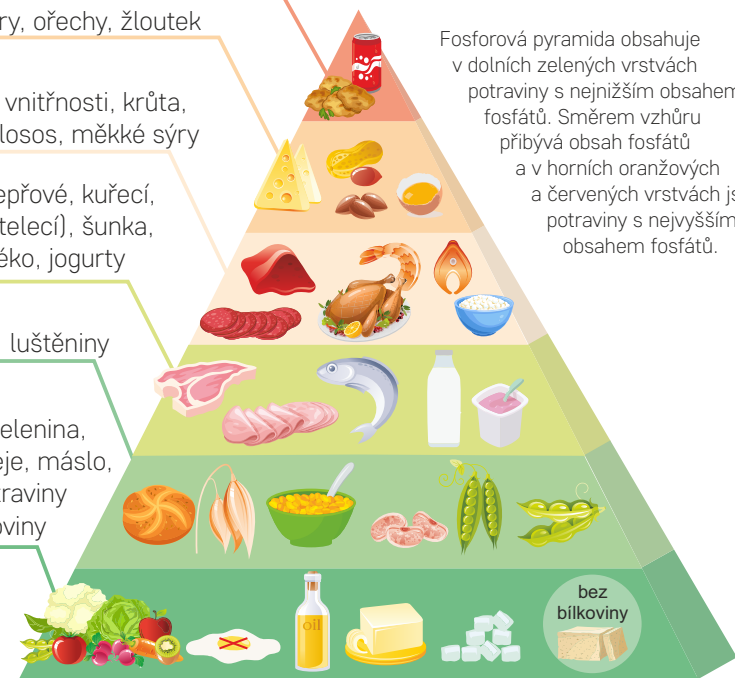 ry, ořechy, žloutek
vnitřnosti, krůta,
losos, měkké sýry
epřové, kuřecí,
telecí), šunka,
éko, jogurty
luštěniny
elenina,
eje, máslo,
traviny
oviny
Fosforová pyramida obsahuje
v dolních zelených vrstvách
potraviny s nejnižším obsahem
fosfátů. Směrem vzhůru
přibývá obsah fosfátů
a v horních oranžových
a červených vrstvách js
potraviny s nejvyšším
obsahem fosfátů.
oil
bez
bílkoviny